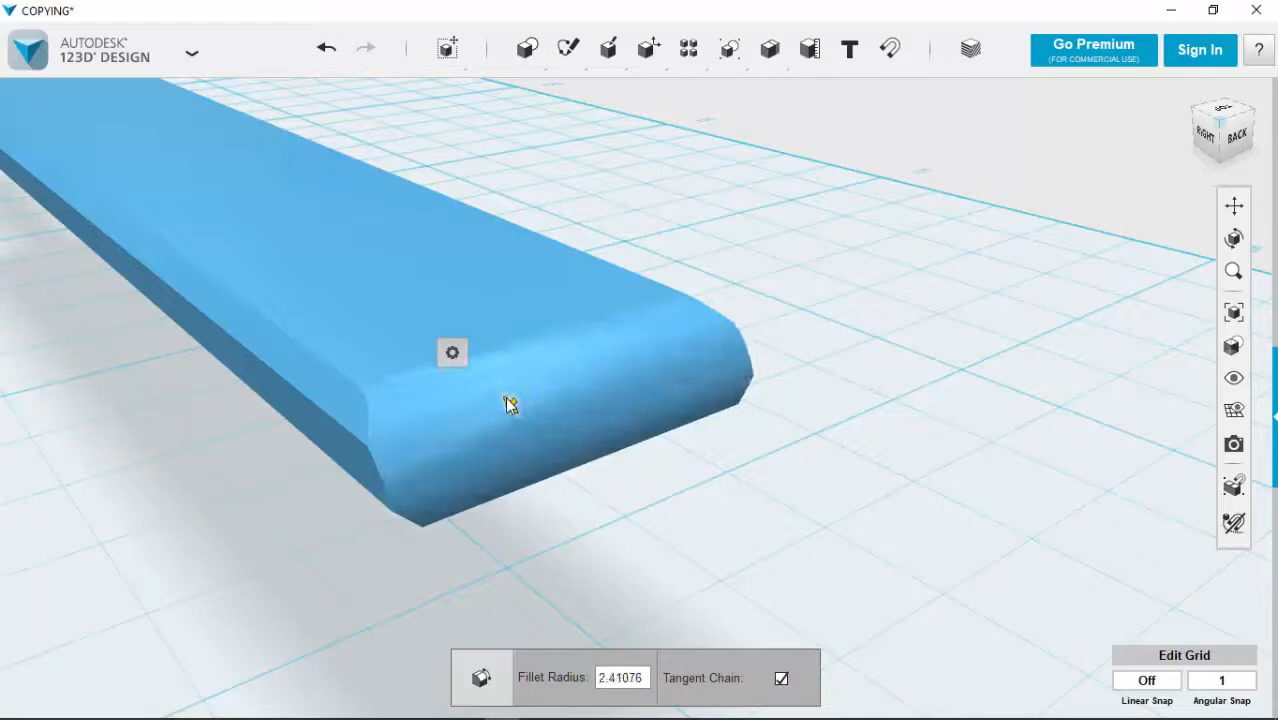 COPYING*
AUTODESK®
123D® DESIGN
Go Premium
(FOR COMMERCIAL USE)
Sign In
?
RIGHT
BACK
Fillet Radius:
2.41076
Tangent Chain:
Edit Grid
Off
1
Linear Snap
Angular Snap